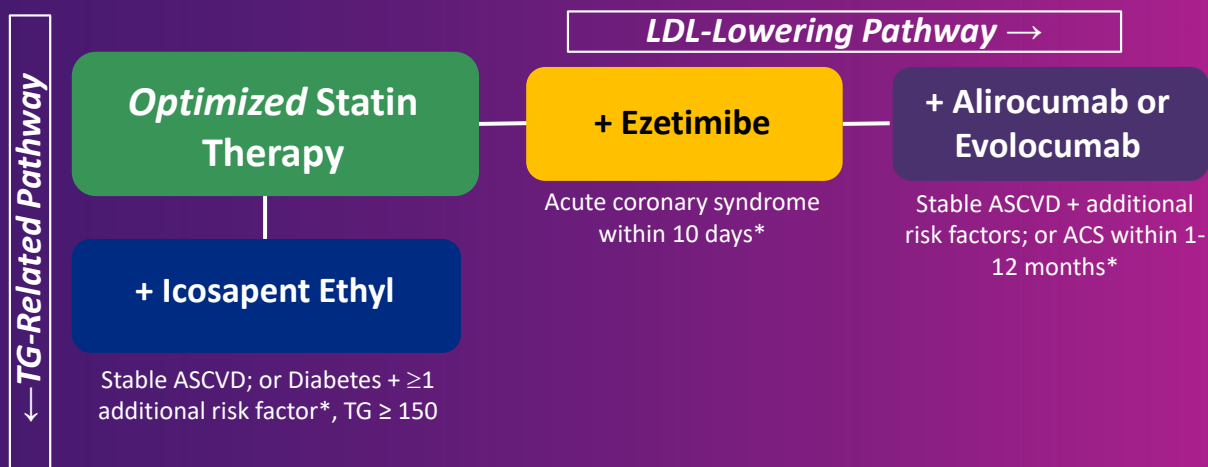 LDL-Lowering Pathway →
←TG-Related Pathway
Optimized Statin
Therapy
+ Ezetimibe
+ Alirocumab or
Evolocumab
Acute coronary syndrome
within 10 days*
Stable ASCVD + additional
risk factors; or ACS within 1-
12 months*
+ Icosapent Ethyl
Stable ASCVD; or Diabetes + ≥1
additional risk factor*, TG ≥ 150